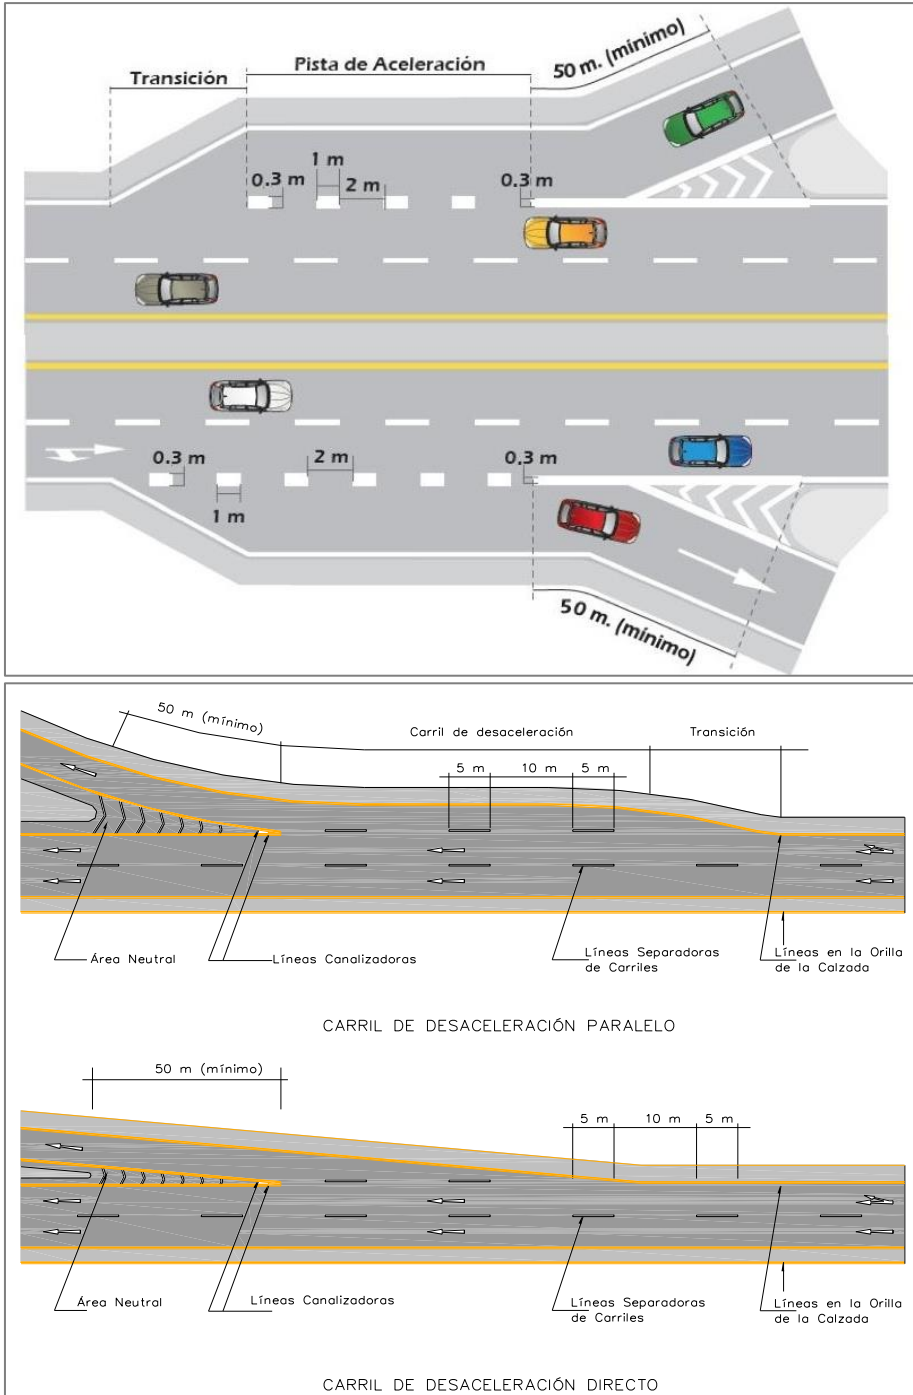 Transición
Pista de Aceleración
50 m. (mínimo)
1 m
0.3 m
2 m
0.3 m
0.3 m
2 m
0.3 m
1 m
50 m. (mínimo)
50 m (mínimo)
Carril de desaceleración
Transición
5 m
10 m
5 m
Área Neutral
Líneas Canalizadoras
Líneas Separadoras
de Carriles
Líneas en la Orilla
de la Calzada
CARRIL DE DESACELERACIÓN PARALELO
50 m (mínimo)
5 m
10 m
5 m
Área Neutral
Líneas Canalizadoras
Líneas Separadoras
de Carriles
Líneas en la Orilla
de la Calzada
CARRIL DE DESACELERACIÓN DIRECTO